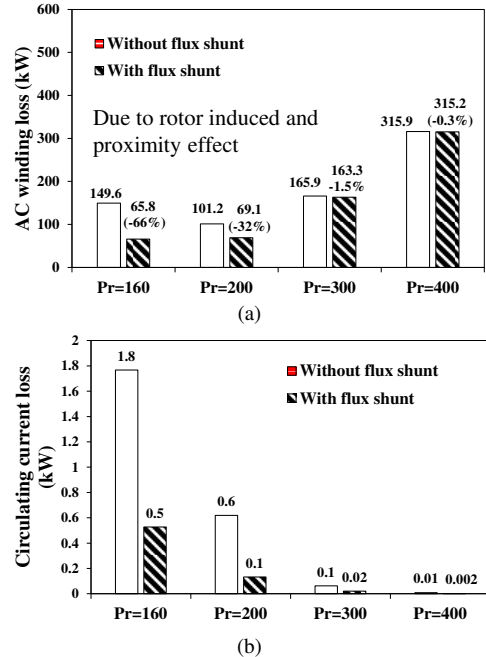 600
500
400
300
200
100
0
AC winding loss (kW)
Without flux shunt
With flux shunt
Due to rotor induced and
proximity effect
149.6
65.8
(-66%)
101.2
69.1
(-32%)
165.9
163.3
-1.5%
315.9
315.2
(-0.3%)
Pr=160 Pr=200 Pr=300 Pr=400
(a)
2
1.8
1.6
1.4
1.2
1
0.8
0.6
0.4
0.2
0
Circulating current loss
(kW)
Without flux shunt
With flux shunt
1.8
0.5
0.6
0.1
0.1 0.02
0.01 0.002
Pr=160 Pr=200 Pr=300 Pr=400
(b)